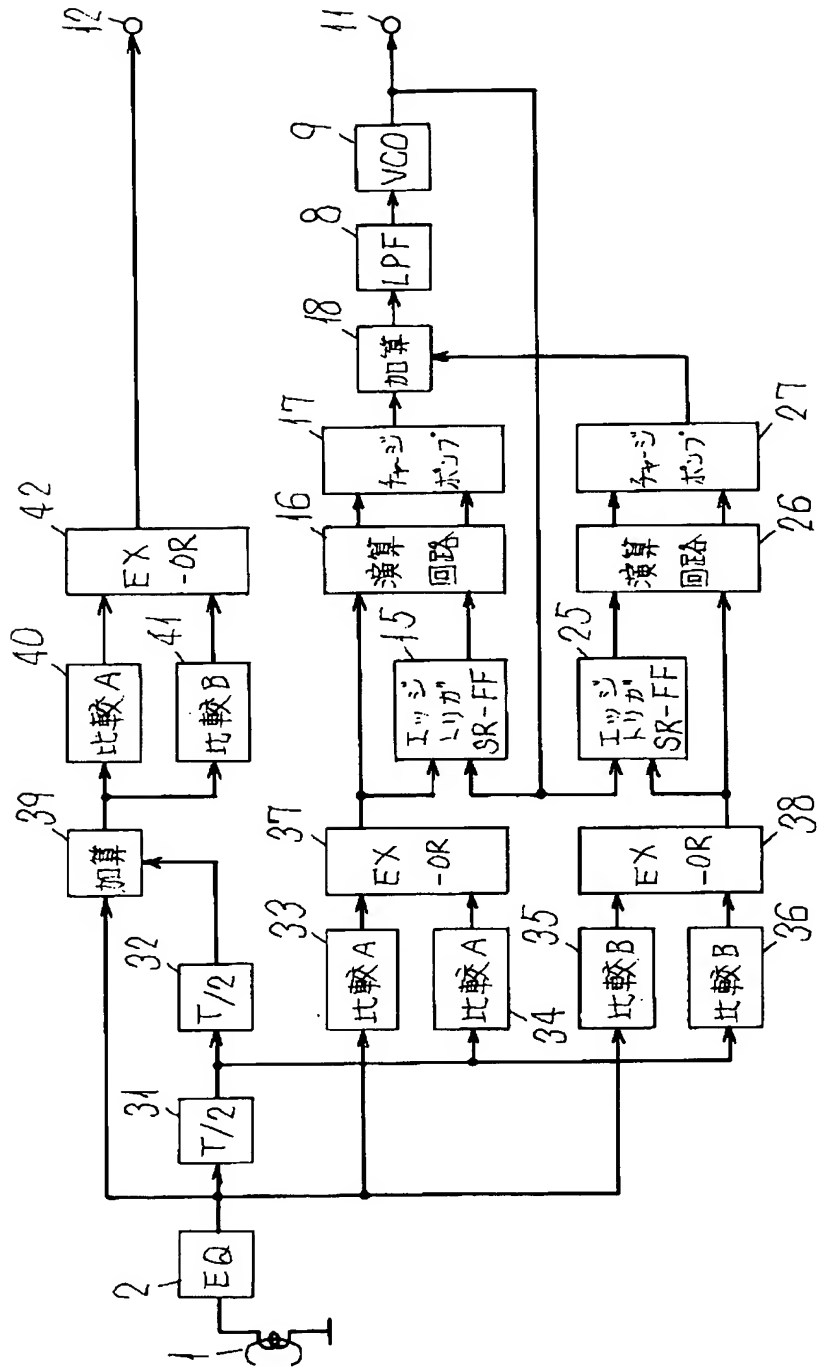 12
42
EX
-OR
40
比較A
41
比較B
39
加算
32
T/2
31
T/2
2
EQ
1
11
9
VCO
8
LPF
18
加算
17
チャージ
ポンプ
16
演算
回路
15
エッジ
トリガ
SR-FF
37
EX
-OR
33
比較A
34
比較A
27
チャージ
ポンプ
26
演算
回路
25
エッジ
トリガ
SR-FF
38
EX
-OR
35
比較B
36
比較B